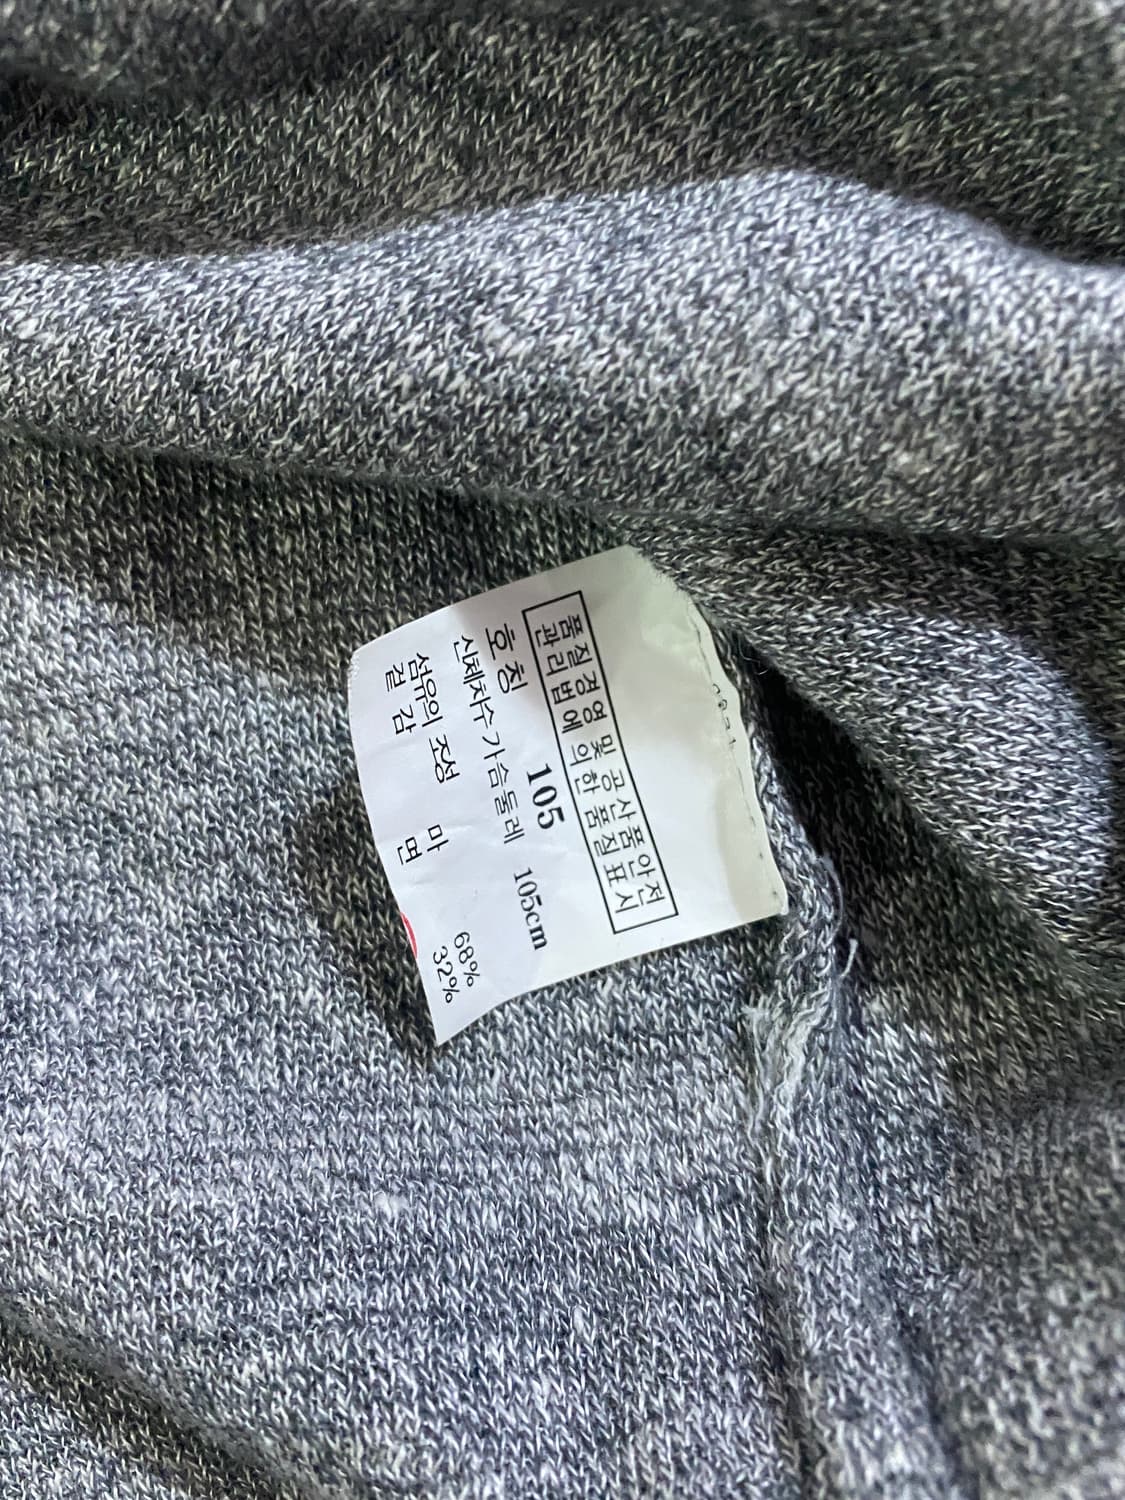 품질경영 및 공산품안전
관리법에 의한 품질표시
호칭 105
신체치수 가슴둘레 105cm
섬유의 조성 마 68%
겉감 면 32%